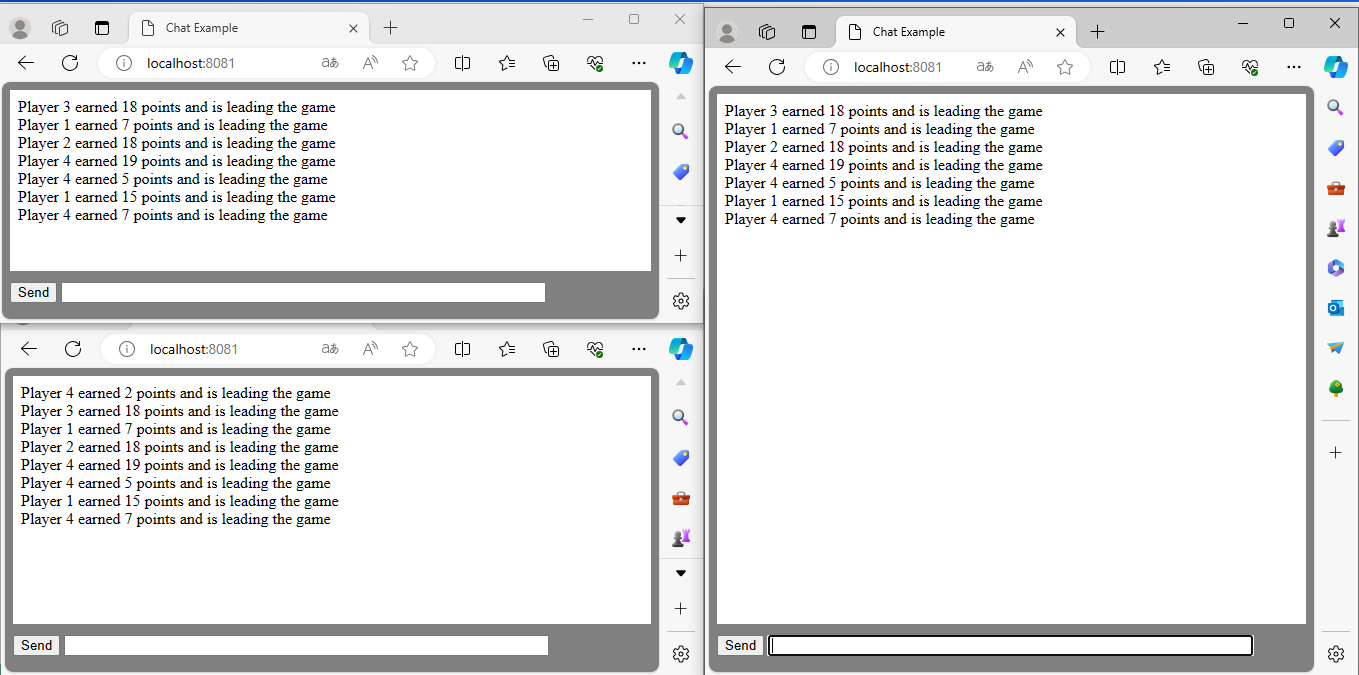 Chat Example
localhost:8081
aあ
A
Player 3 earned 18 points and is leading the game
Player 1 earned 7 points and is leading the game
Player 2 earned 18 points and is leading the game
Player 4 earned 19 points and is leading the game
Player 4 earned 5 points and is leading the game
Player 1 earned 15 points and is leading the game
Player 4 earned 7 points and is leading the game
Send
localhost:8081
aあ
A
Player 4 earned 2 points and is leading the game
Player 3 earned 18 points and is leading the game
Player 1 earned 7 points and is leading the game
Player 2 earned 18 points and is leading the game
Player 4 earned 19 points and is leading the game
Player 4 earned 5 points and is leading the game
Player 1 earned 15 points and is leading the game
Player 4 earned 7 points and is leading the game
Send
Chat Example
localhost:8081
aあ
A
Player 3 earned 18 points and is leading the game
Player 1 earned 7 points and is leading the game
Player 2 earned 18 points and is leading the game
Player 4 earned 19 points and is leading the game
Player 4 earned 5 points and is leading the game
Player 1 earned 15 points and is leading the game
Player 4 earned 7 points and is leading the game
Send